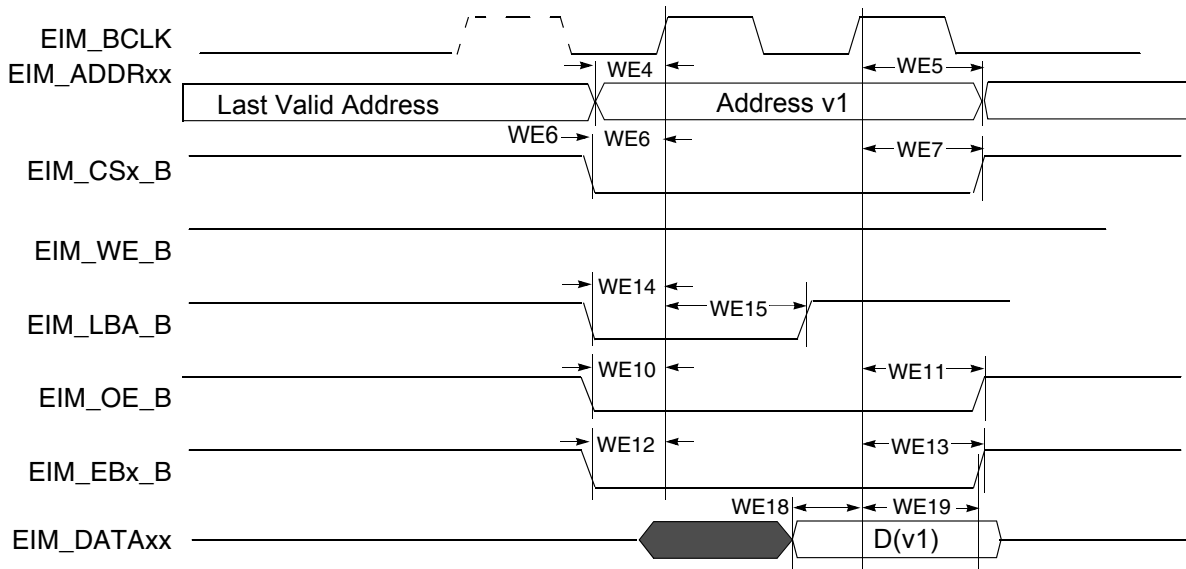 EIM_BCLK
EIM_ADDRxx
WE4
WE5
Last Valid Address
Address v1
WE6
WE6
WE7
EIM_CSx_B
EIM_WE_B
WE14
WE15
EIM_LBA_B
WE10
WE11
EIM_OE_B
WE12
WE13
EIM_EBx_B
WE18
WE19
EIM_DATAxx
D(v1)